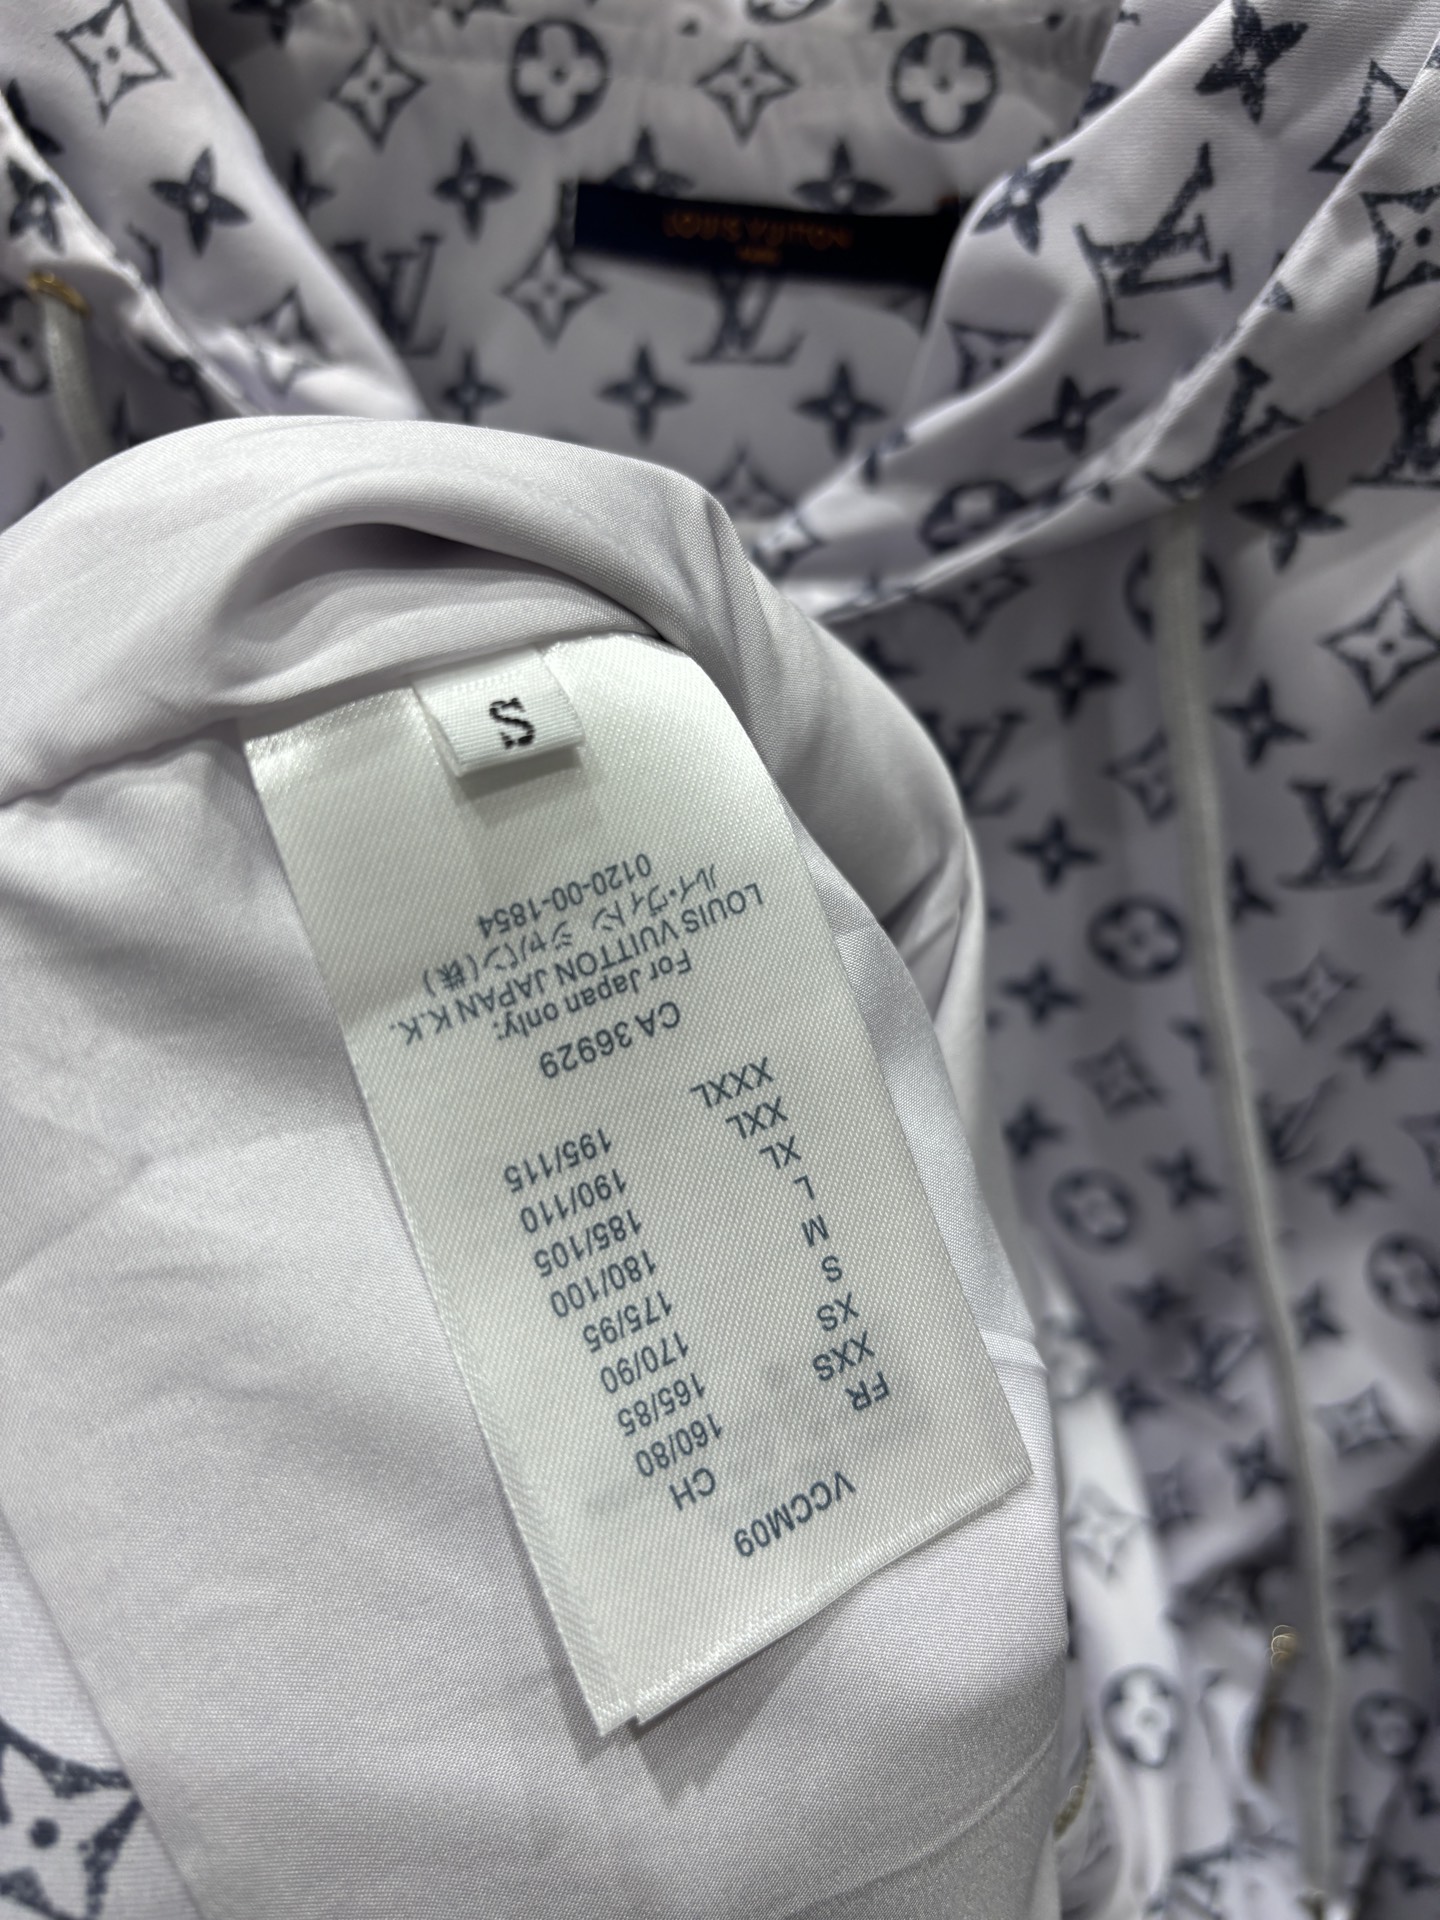 LOUIS VUITTON
S
VCCM09
FR CH
XXS 160/80
XS 165/85
S 170/90
M 175/95
L 180/100
XL 185/105
XXL 190/110
XXXL 195/115
CA 36929
For Japan only:
LOUIS VUITTON JAPAN K.K.
ルイ・ヴィトン ジャパン(株)
0120-00-1854